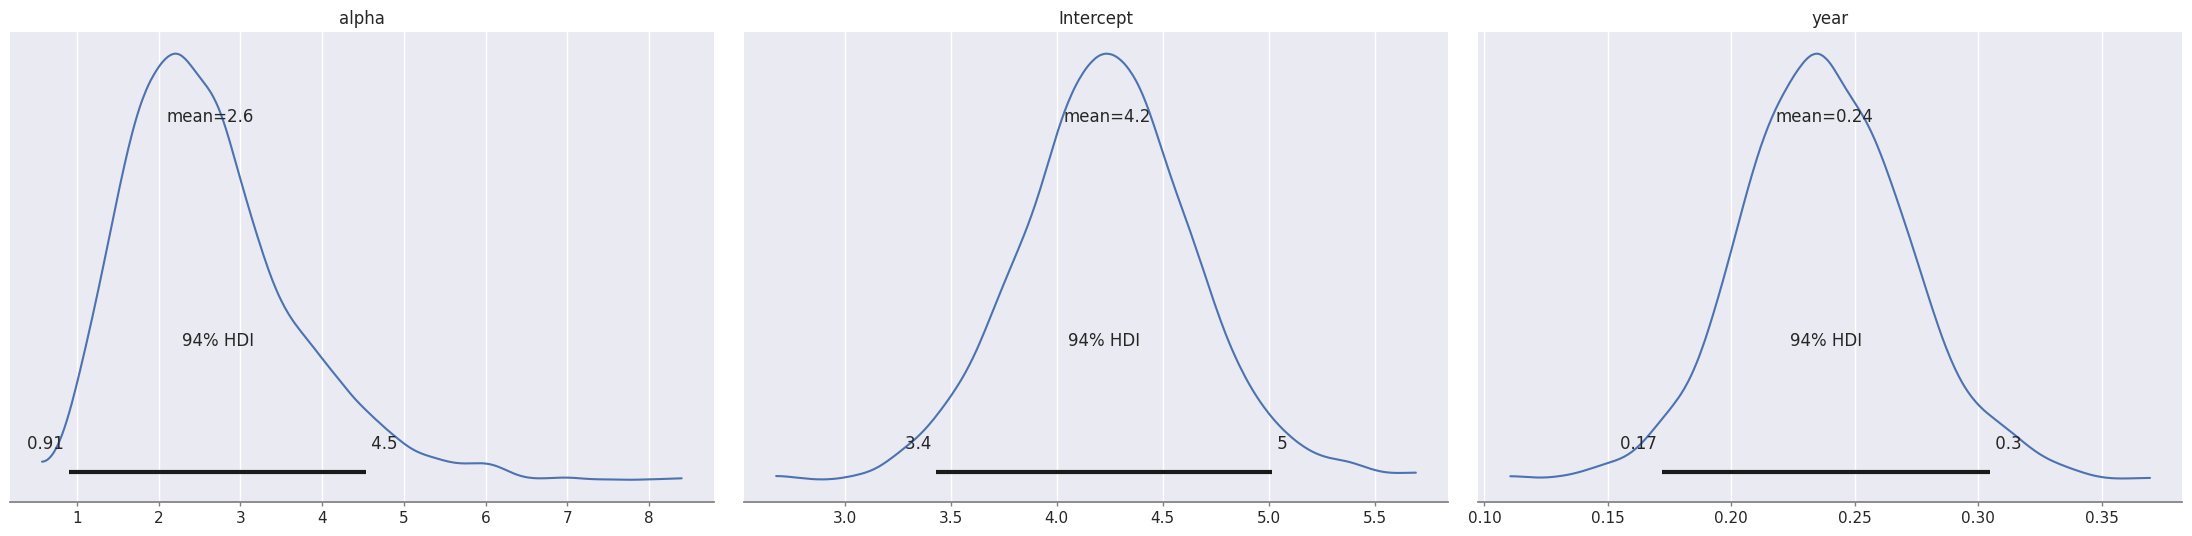 alpha
mean=2.6
94% HDI
0.91 4.5
1 2 3 4 5 6 7 8
Intercept
mean=4.2
94% HDI
3.4 5
3.0 3.5 4.0 4.5 5.0 5.5
year
mean=0.24
94% HDI
0.17 0.3
0.10 0.15 0.20 0.25 0.30 0.35